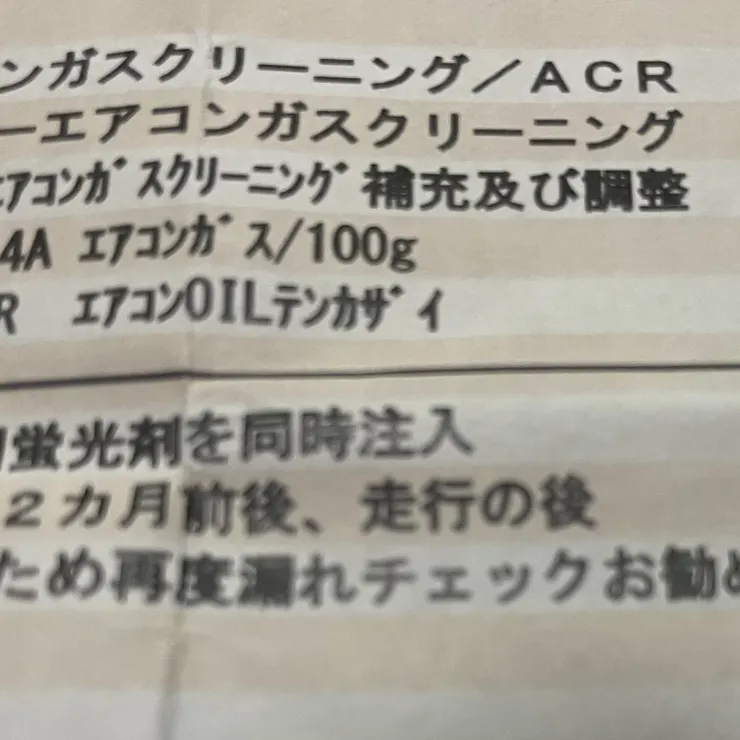 ンガスクリーニング／ＡＣＲ
ーエアコンガスクリーニング
ｴｱｺﾝｶﾞｽｸﾘｰﾆﾝｸﾞ補充及び調整
4A ｴｱｺﾝｶﾞｽ/100g
R ｴｱｺﾝOILﾃﾝｶｻﾞｲ
蛍光剤を同時注入
２カ月前後、走行の後
ため再度漏れチェックお勧め